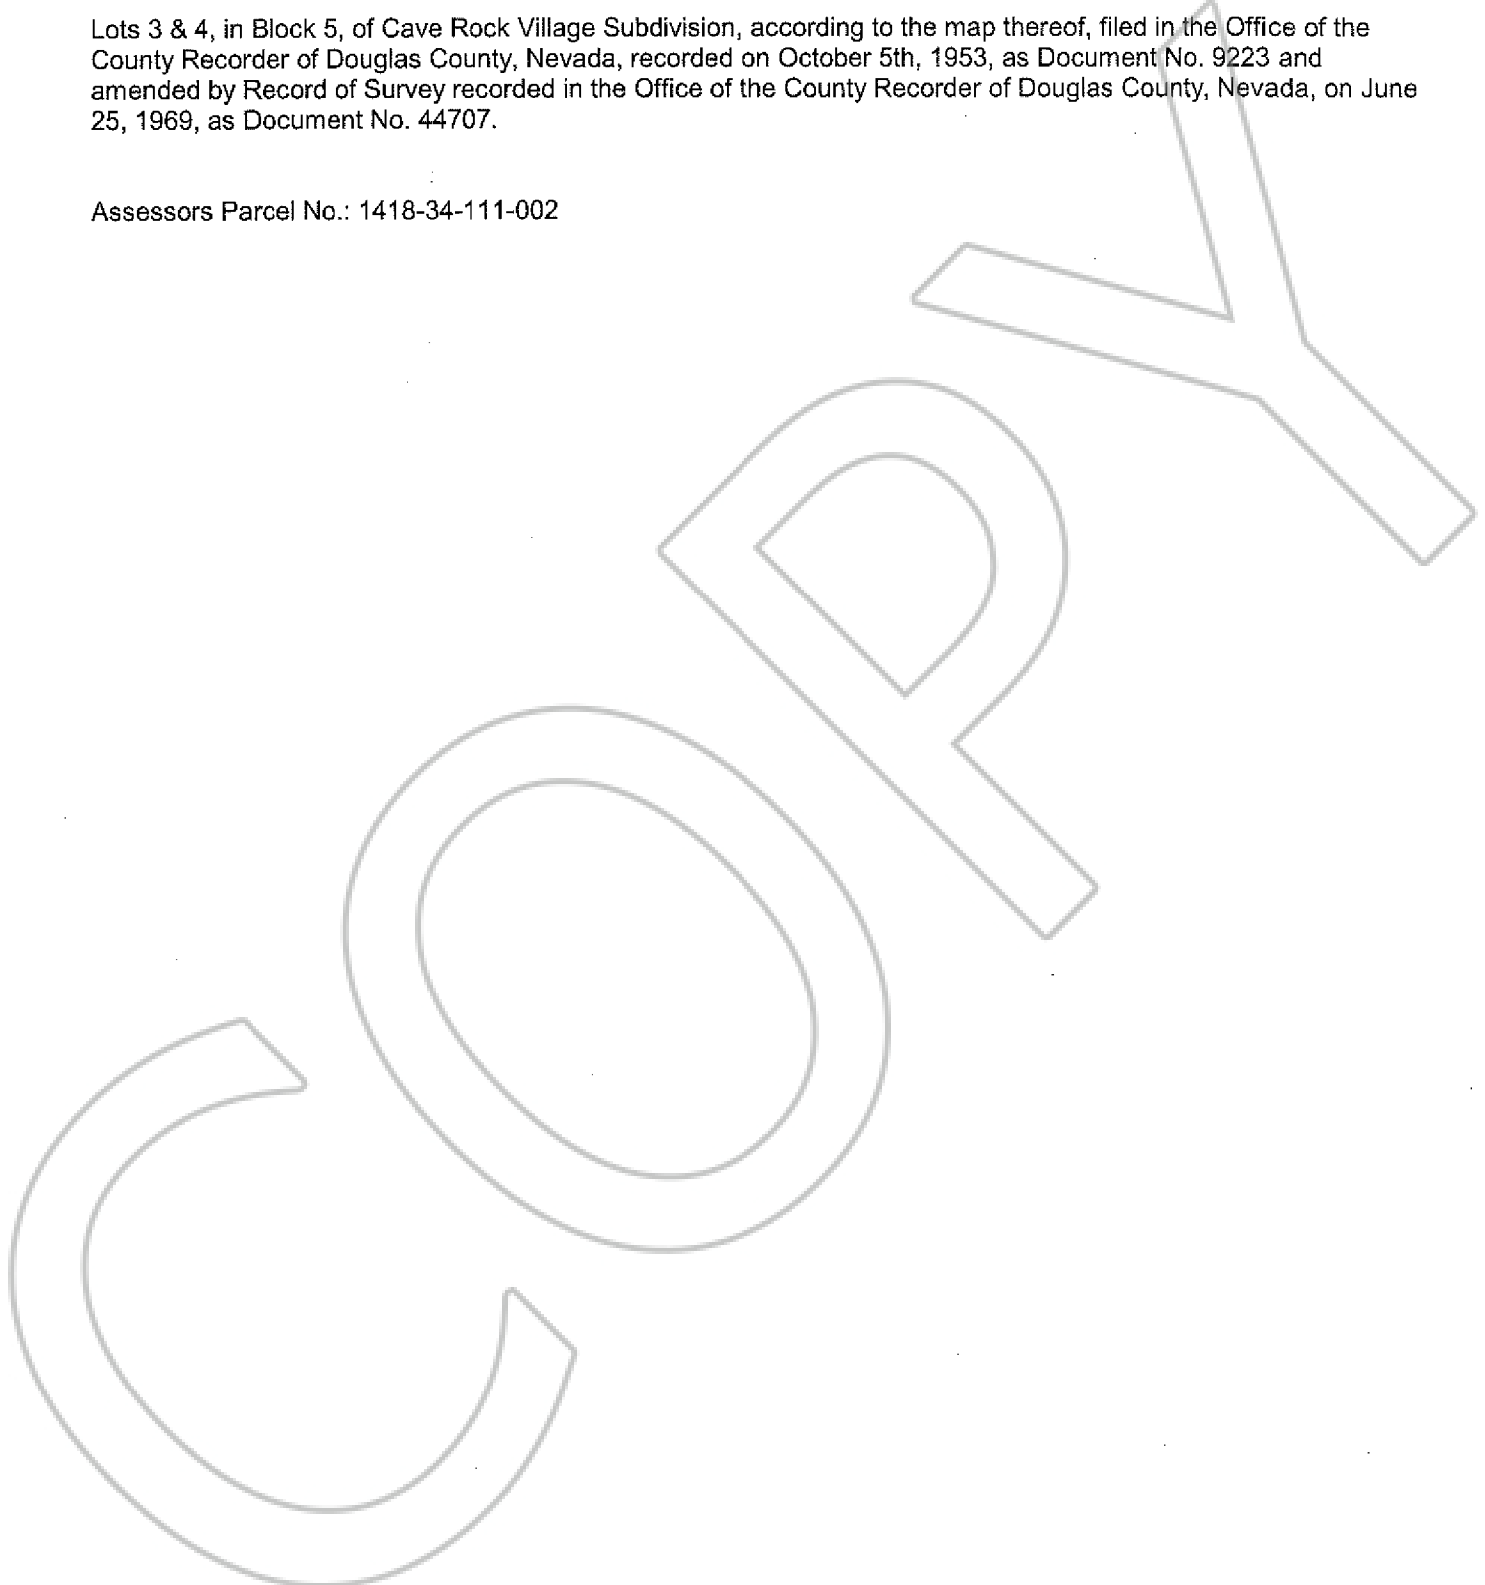 Lots 3 & 4, in Block 5, of Cave Rock Village Subdivision, according to the map thereof, filed in the Office of the
County Recorder of Douglas County, Nevada, recorded on October 5th, 1953, as Document No. 9223 and
amended by Record of Survey recorded in the Office of the County Recorder of Douglas County, Nevada, on June
25, 1969, as Document No. 44707.
Assessors Parcel No.: 1418-34-111-002
COPY